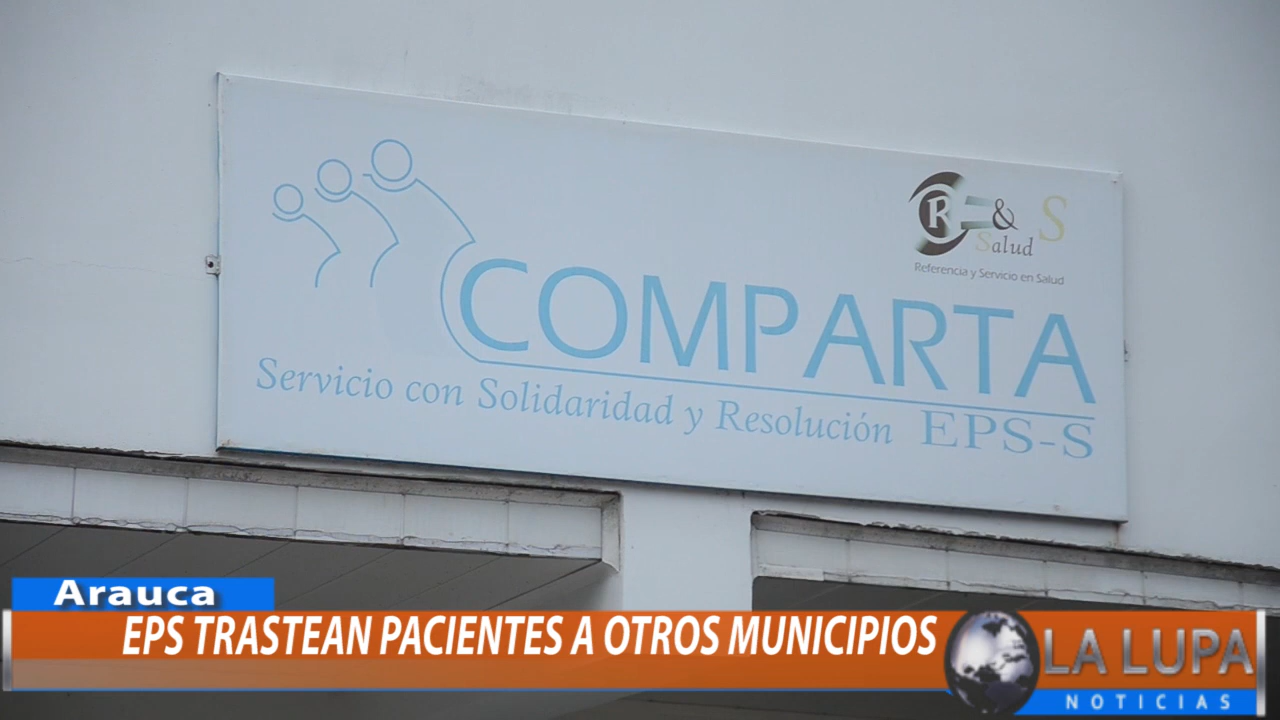 R
& S
Salud
Referencia y Servicio en Salud
COMPARTA
Servicio con Solidaridad y Resolución EPS-S
Arauca
EPS TRASTEAN PACIENTES A OTROS MUNICIPIOS
LA LUPA
NOTICIAS